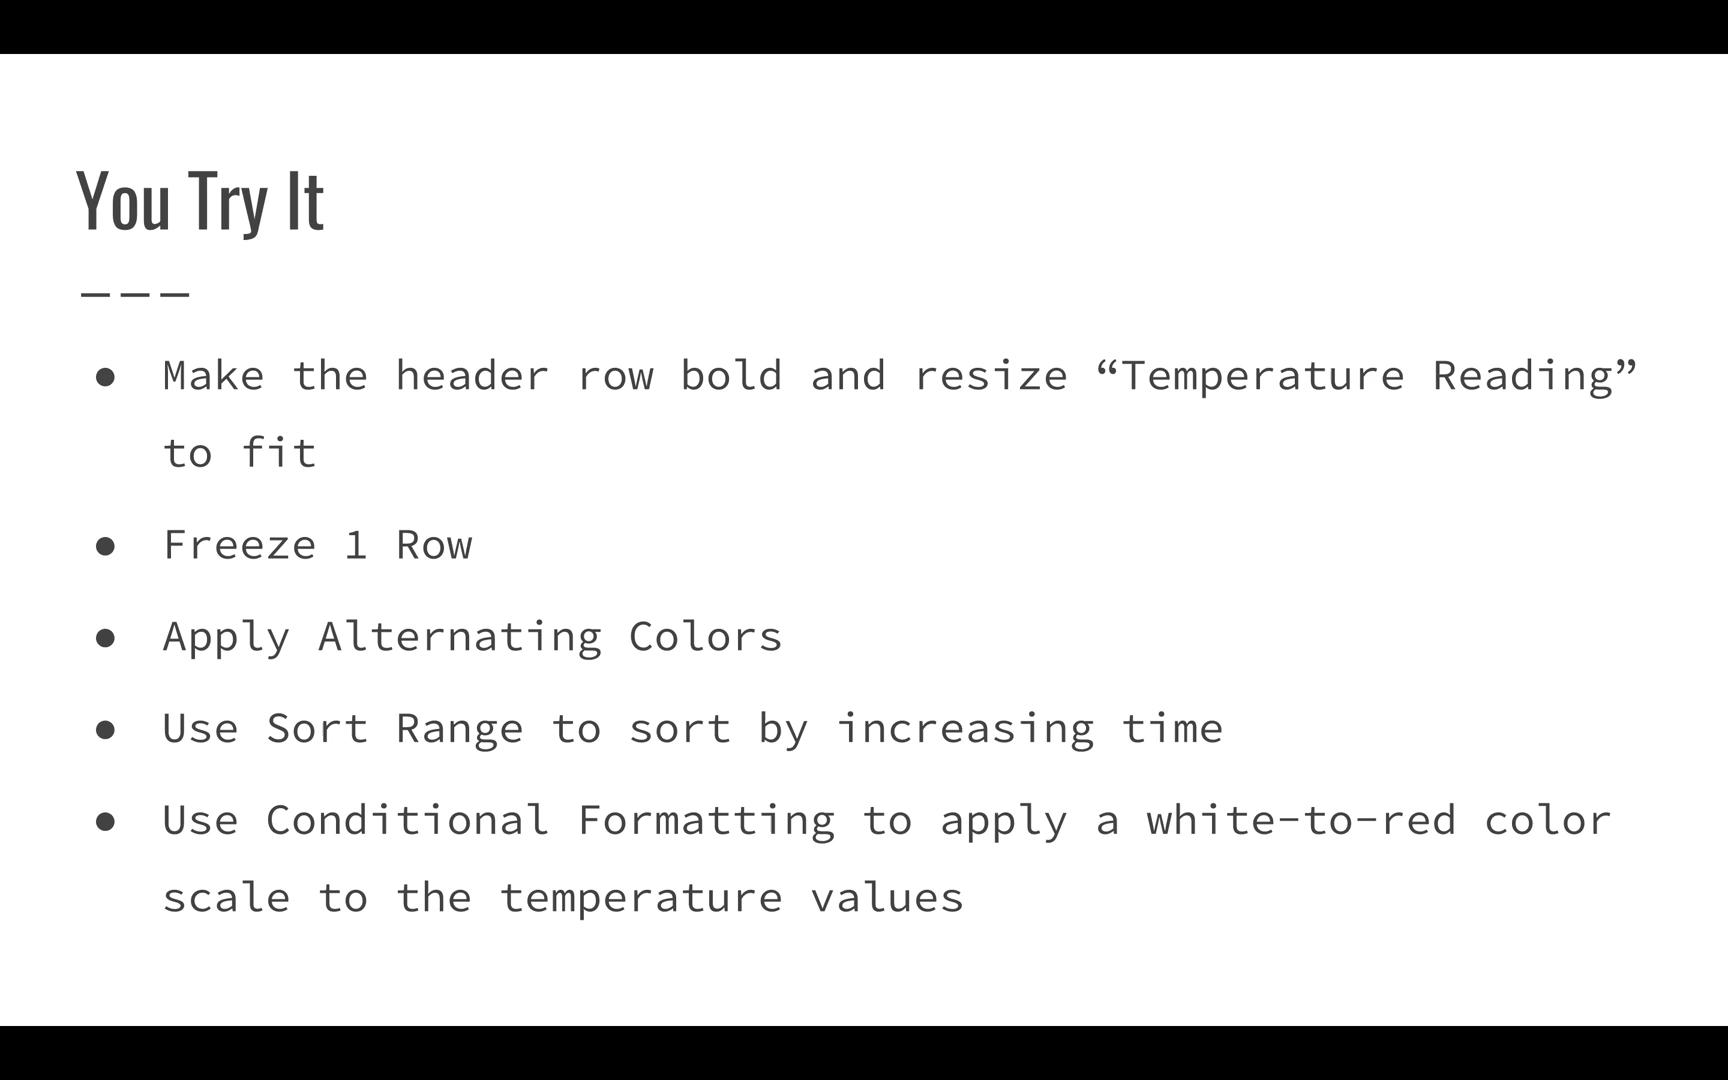 You Try It
● Make the header row bold and resize “Temperature Reading”
to fit
● Freeze 1 Row
● Apply Alternating Colors
● Use Sort Range to sort by increasing time
● Use Conditional Formatting to apply a white-to-red color
scale to the temperature values